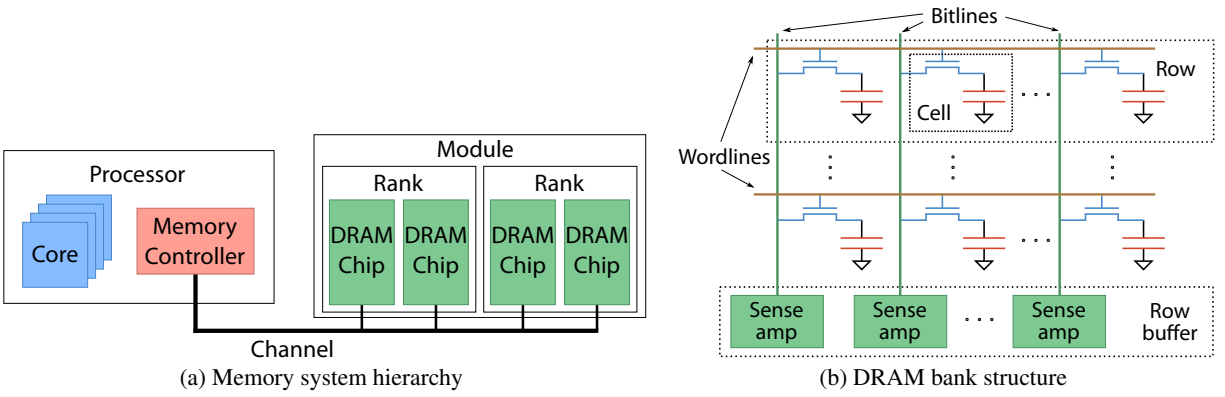 Processor
Core
Memory
Controller
Module
Rank
Rank
DRAM
Chip
DRAM
Chip
DRAM
Chip
DRAM
Chip
Channel
(a) Memory system hierarchy
Bitlines
Row
Cell
Wordlines
Sense
amp
Sense
amp
Sense
amp
Row
buffer
(b) DRAM bank structure